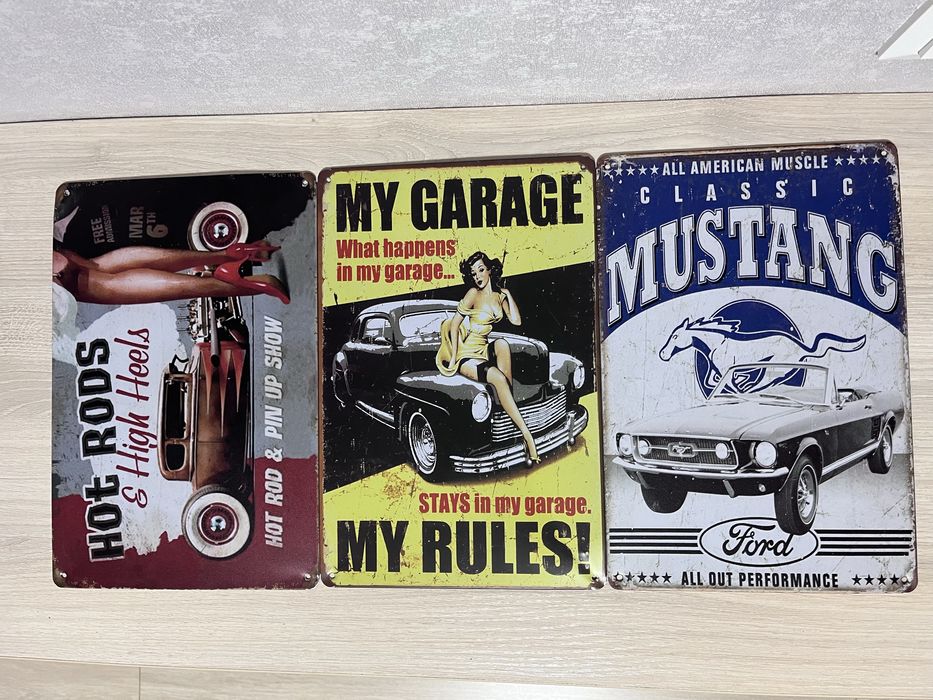 HOT RODS
& High Heels
FREE
ADMISSION
MAR
6TH
HOT ROD & PIN UP SHOW
MY GARAGE
What happens
in my garage...
STAYS in my garage.
MY RULES!
ALL AMERICAN MUSCLE
CLASSIC
MUSTANG
Ford
ALL OUT PERFORMANCE